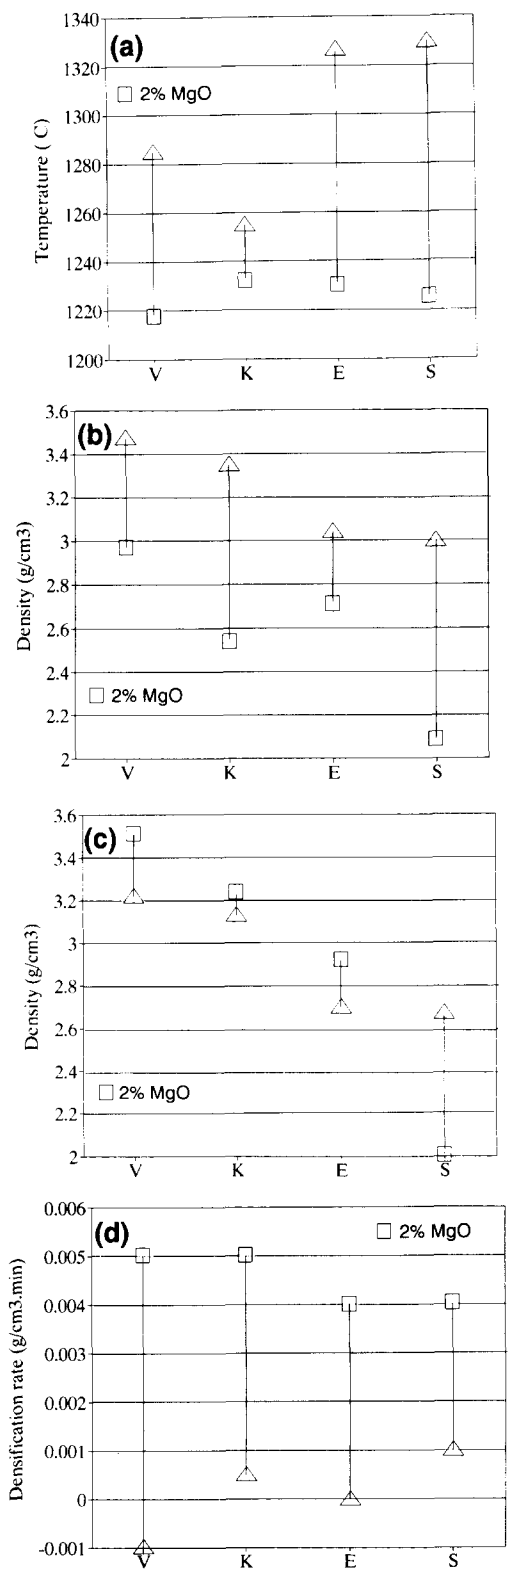 1340
(a)
1320
2% MgO
1300
1280
1260
1240
1220
1200
Temperature ( C)
V K E S
3.6
(b)
3.4
3.2
3
2.8
2.6
2.4
2% MgO
2.2
2
Density (g/cm3)
V K E S
3.6
(c)
3.4
3.2
3
2.8
2.6
2.4
2% MgO
2.2
2
Density (g/cm3)
V K E S
0.006
(d)
2% MgO
0.005
0.004
0.003
0.002
0.001
0
-0.001
Densification rate (g/cm3.min)
V K E S